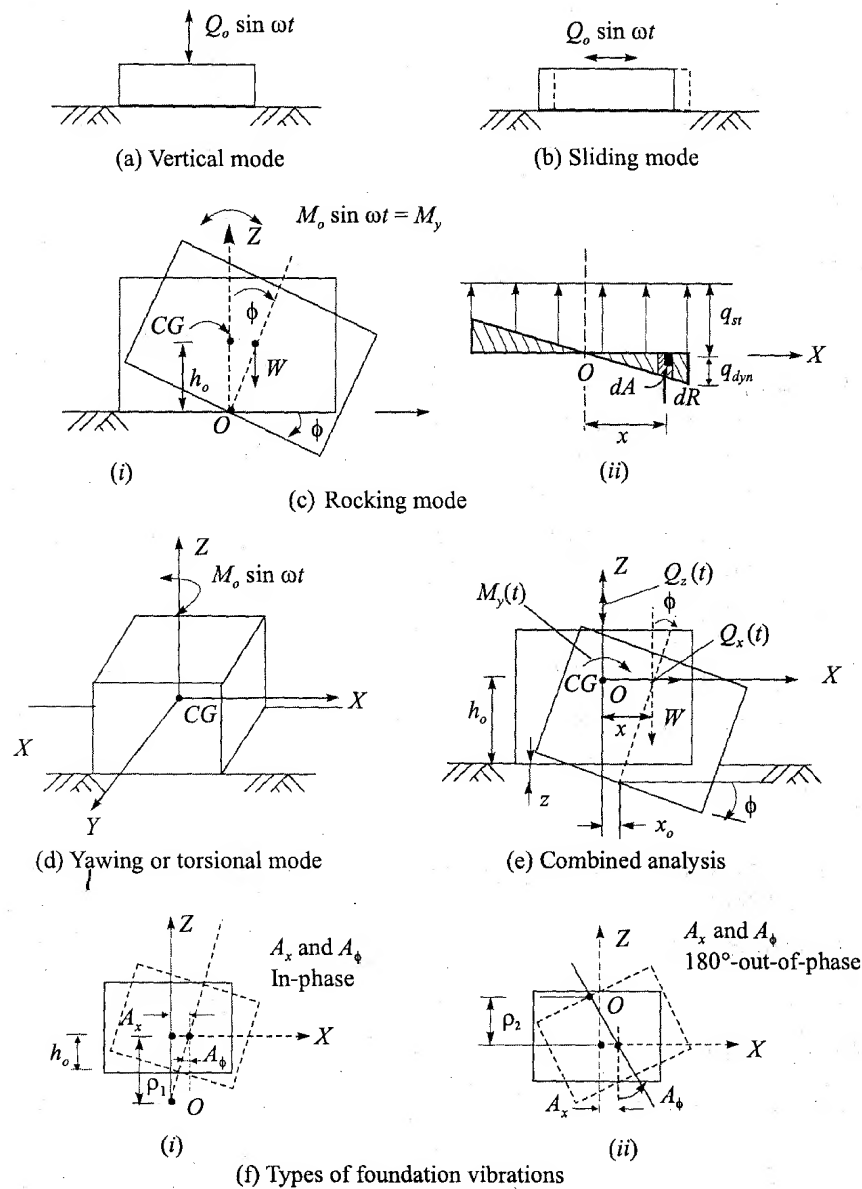 Q_o sin ωt
Q_o sin ωt
(a) Vertical mode
(b) Sliding mode
M_o sin ωt = M_y
Z
ϕ
CG
W
h_o
O
ϕ
(i)
q_st
X
q_dyn
O
dA
dR
x
(ii)
(c) Rocking mode
Z
M_o sin ωt
X
CG
X
Y
(d) Yawing or torsional mode
Z
Q_z(t)
M_y(t)
ϕ
Q_x(t)
CG
O
X
h_o
x
W
z
ϕ
x_o
(e) Combined analysis
Z
A_x and A_ϕ
In-phase
A_x
X
h_o
A_ϕ
ρ_1
O
(i)
Z
A_x and A_ϕ
180°-out-of-phase
O
ρ_2
X
A_x
A_ϕ
(ii)
(f) Types of foundation vibrations